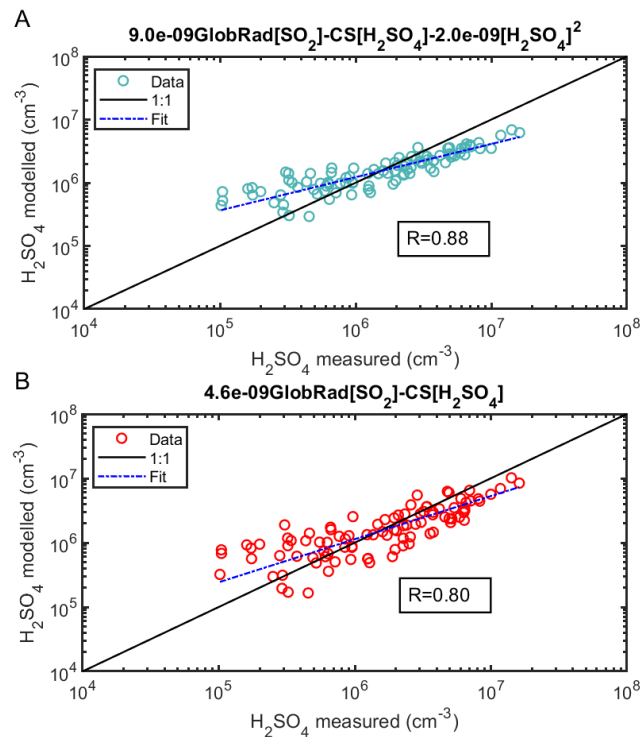 A
9.0e-09GlobRad[SO2]-CS[H2SO4]-2.0e-09[H2SO4]^2
10^8
10^7
10^6
10^5
10^4
H2SO4 modelled (cm^-3)
Data
1:1
Fit
R=0.88
10^4 10^5 10^6 10^7 10^8
H2SO4 measured (cm^-3)
B
4.6e-09GlobRad[SO2]-CS[H2SO4]
10^8
10^7
10^6
10^5
10^4
H2SO4 modelled (cm^-3)
Data
1:1
Fit
R=0.80
10^4 10^5 10^6 10^7 10^8
H2SO4 measured (cm^-3)